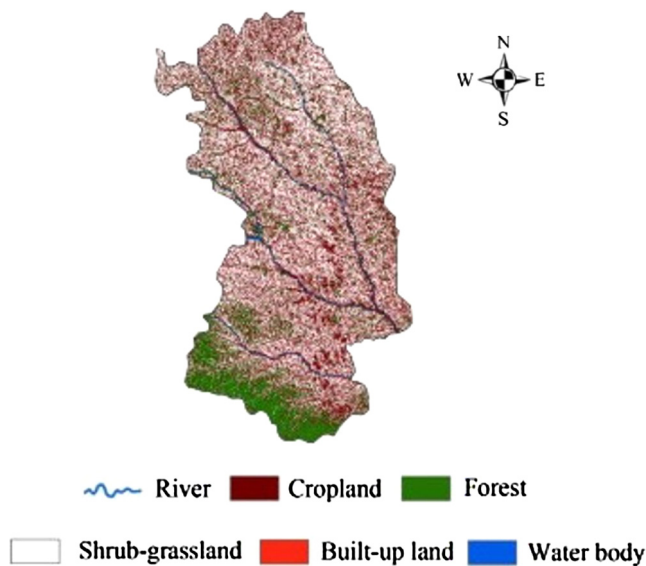 N
W E
S
River Cropland Forest
Shrub-grassland Built-up land Water body